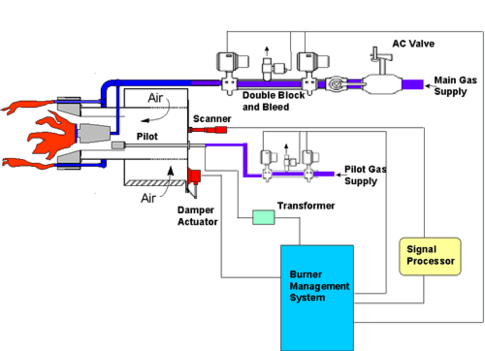 AC Valve
Main Gas
Supply
Double Block
and Bleed
Air
Scanner
Pilot
Pilot Gas
Supply
Air
Damper
Actuator
Transformer
Signal
Processor
Burner
Management
System